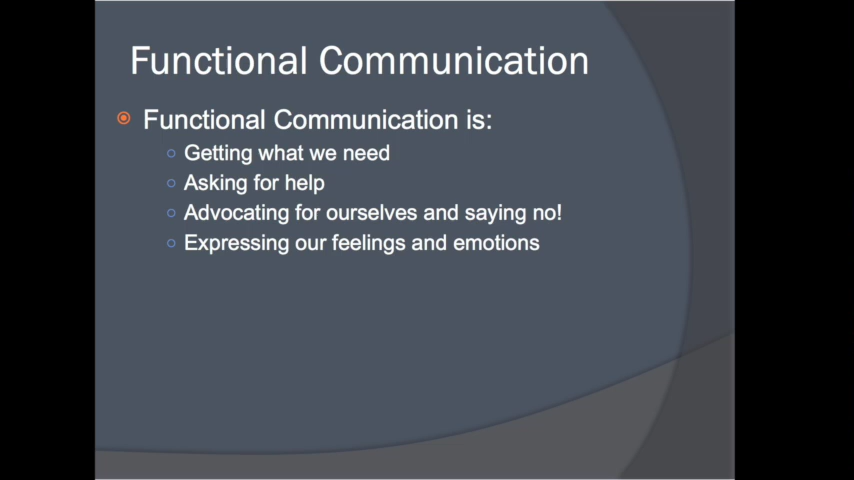 Functional Communication
Functional Communication is:
Getting what we need
Asking for help
Advocating for ourselves and saying no!
Expressing our feelings and emotions